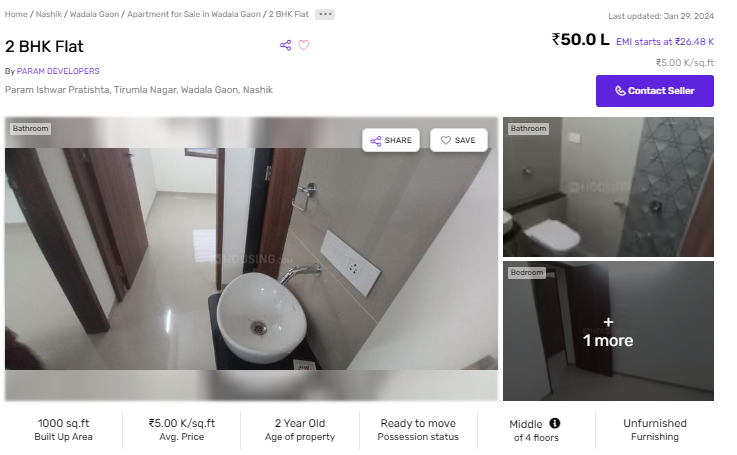 Home / Nashik / Wadala Gaon / Apartment for Sale in Wadala Gaon / 2 BHK Flat
Last updated: Jan 29, 2024
2 BHK Flat
₹50.0 L EMI starts at ₹26.48 K
₹5.00 K/sq.ft
By PARAM DEVELOPERS
Param Ishwar Pratishta, Tirumla Nagar, Wadala Gaon, Nashik
Contact Seller
Bathroom
SHARE
SAVE
HOUSING.COM
Bathroom
HOUSING
Bedroom
+
1 more
1000 sq.ft
Built Up Area
₹5.00 K/sq.ft
Avg. Price
2 Year Old
Age of property
Ready to move
Possession status
Middle
of 4 floors
Unfurnished
Furnishing